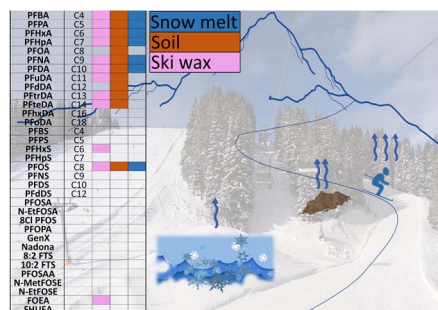 PFBA C4
PFPA C5
PFHxA C6
PFHpA C7
PFOA C8
PFNA C9
PFDA C10
PFuDA C11
PFdDA C12
PFtrDA C13
PFteDA C14
PFhxDA C16
PFoDA C18
PFBS C4
PFPS C5
PFHxS C6
PFHpS C7
PFOS C8
PFNS C9
PFDS C10
PFdDS C12
PFOSA
N-EtFOSA
8Cl PFOS
PFOPA
GenX
Nadona
8:2 FTS
10:2 FTS
PFOSAA
N-MetFOSE
N-EtFOSE
FOEA
Snow melt
Soil
Ski wax